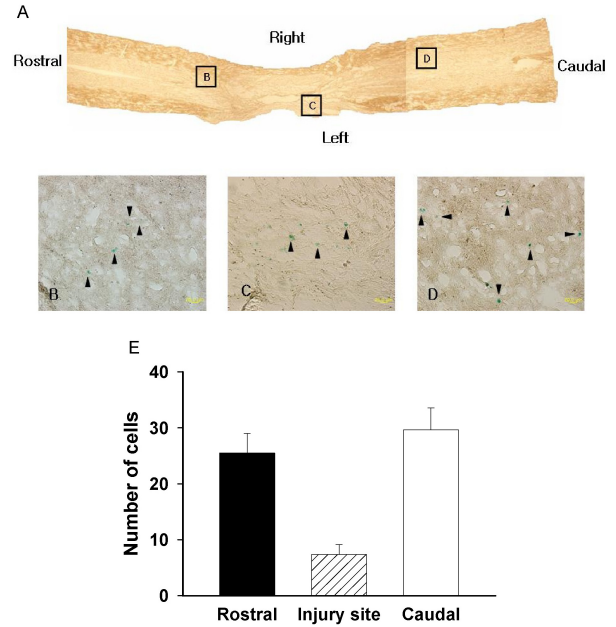 A
Right
Rostral
B
D
C
Caudal
Left
B
C
D
E
40
30
20
10
0
Number of cells
Rostral
Injury site
Caudal